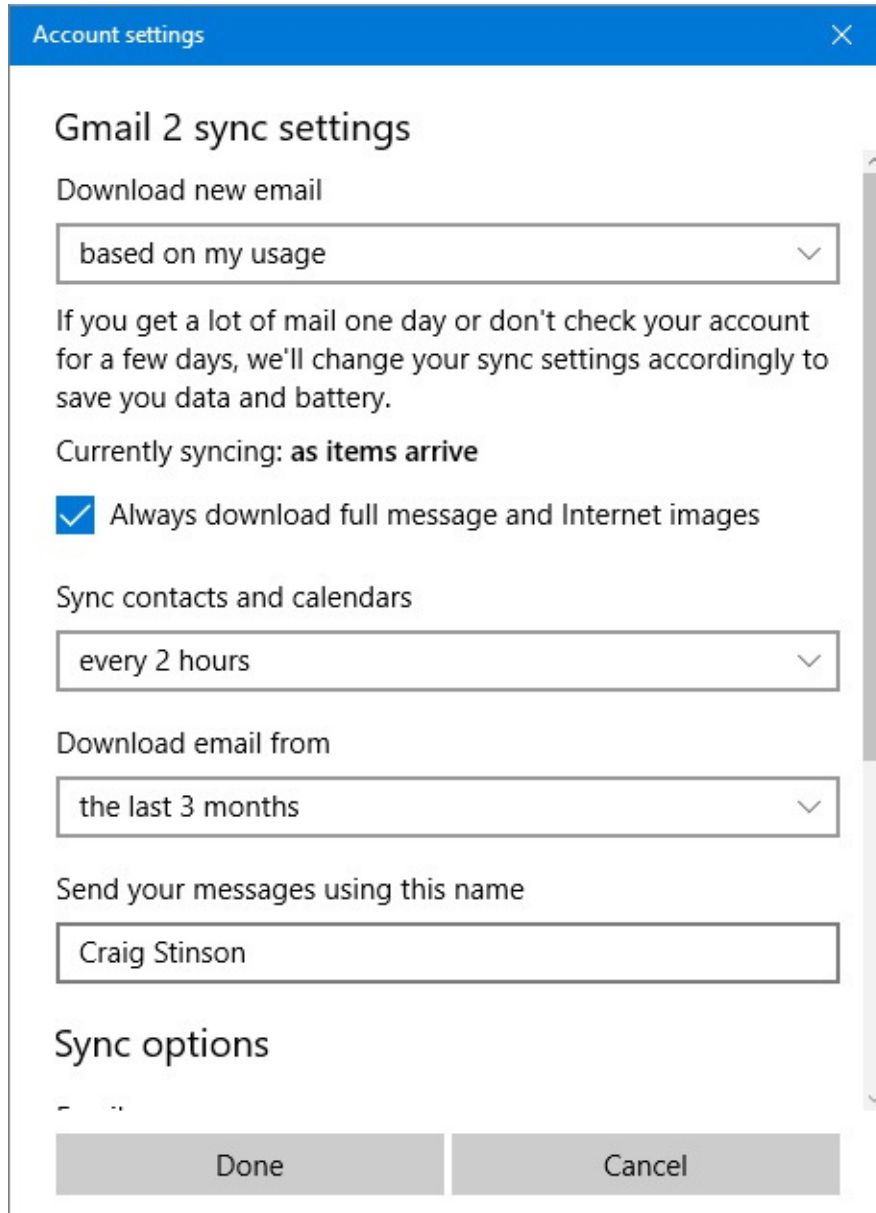 Account settings
Gmail 2 sync settings
Download new email
based on my usage
If you get a lot of mail one day or don't check your account
for a few days, we'll change your sync settings accordingly to
save you data and battery.
Currently syncing: as items arrive
Always download full message and Internet images
Sync contacts and calendars
every 2 hours
Download email from
the last 3 months
Send your messages using this name
Craig Stinson
Sync options
Done
Cancel